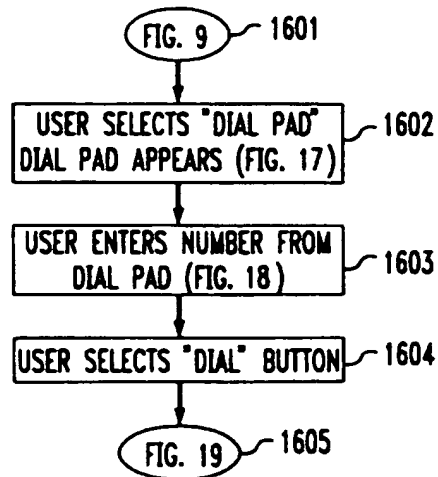 FIG. 9
1601
USER SELECTS "DIAL PAD"
DIAL PAD APPEARS (FIG. 17)
1602
USER ENTERS NUMBER FROM
DIAL PAD (FIG. 18)
1603
USER SELECTS "DIAL" BUTTON
1604
FIG. 19
1605